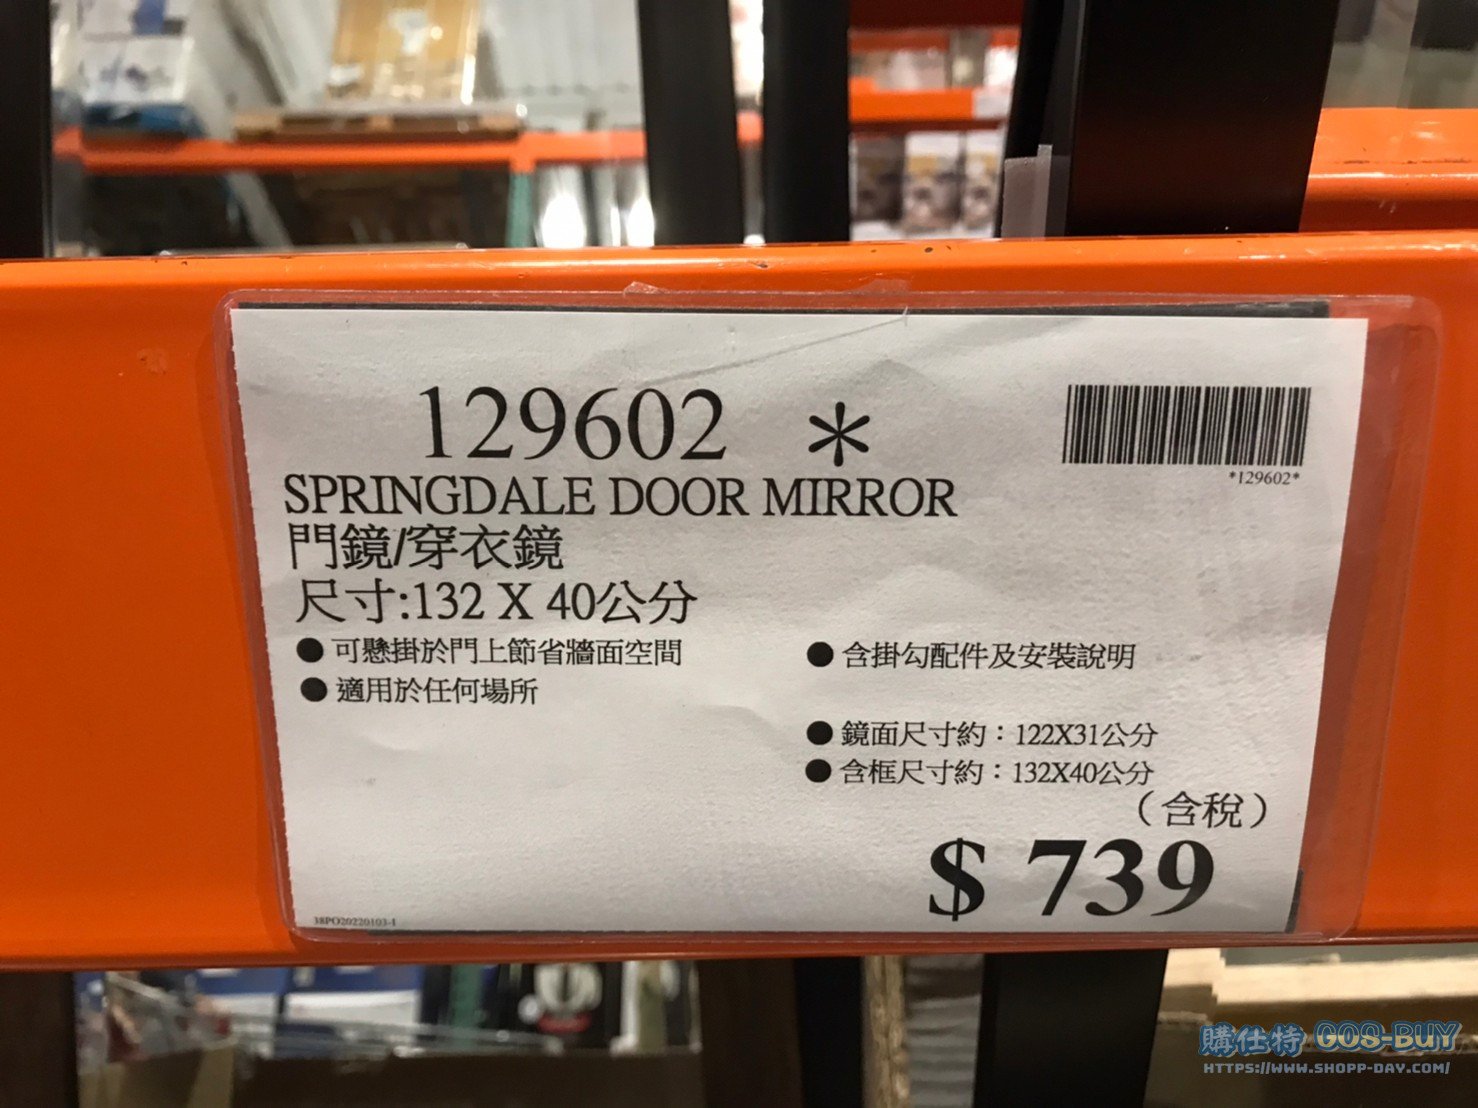 129602 *
*129602*
SPRINGDALE DOOR MIRROR
門鏡/穿衣鏡
尺寸:132 X 40公分
● 可懸掛於門上節省牆面空間
● 含掛勾配件及安裝說明
● 適用於任何場所
● 鏡面尺寸約：122X31公分
● 含框尺寸約：132X40公分
（含稅）
$ 739
38PO20220103-1
購仕特 GOS-BUY
HTTPS://WWW.SHOPP-DAY.COM/